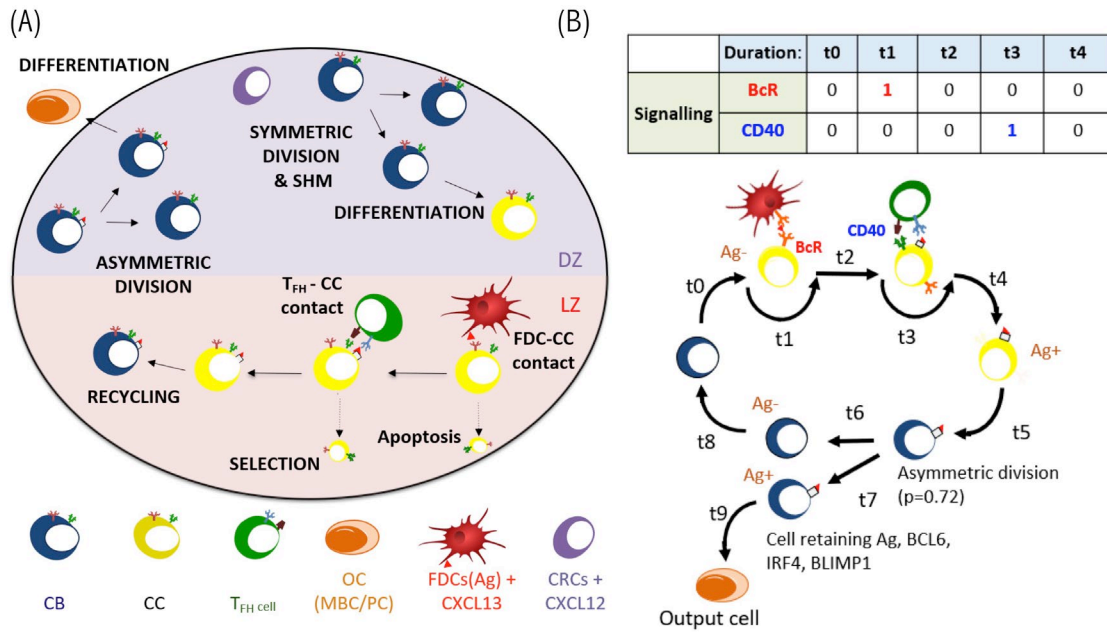 (A)
DIFFERENTIATION
SYMMETRIC
DIVISION
& SHM
DIFFERENTIATION
ASYMMETRIC
DIVISION
DZ
LZ
TFH - CC
contact
FDC-CC
contact
RECYCLING
SELECTION
Apoptosis
CB
CC
TFH cell
OC
(MBC/PC)
FDCs(Ag) +
CXCL13
CRCs +
CXCL12
(B)
Duration: t0 t1 t2 t3 t4
Signalling
BcR 0 1 0 0 0
CD40 0 0 0 1 0
Ag-
BcR
CD40
t0
t1
t2
t3
t4
Ag+
t5
Asymmetric division
(p=0.72)
t6
Ag-
t8
t7
Ag+
Cell retaining Ag, BCL6,
IRF4, BLIMP1
t9
Output cell